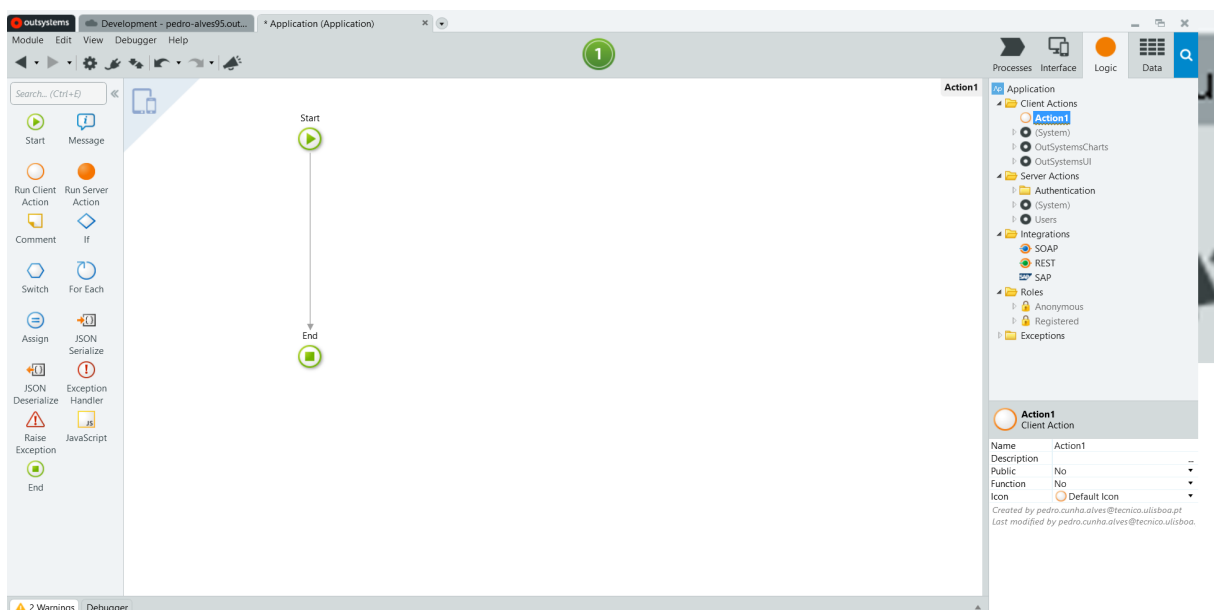 outsystems
Development - pedro-alves95.out...
* Application (Application)
Module Edit View Debugger Help
1
Processes Interface Logic Data
Search... (Ctrl+E)
Start Message
Run Client Action
Run Server Action
Comment If
Switch For Each
Assign
JSON Serialize
JSON Deserialize
Exception Handler
Raise Exception
JS
JavaScript
End
Action1
Start
End
Ap Application
Client Actions
Action1
(System)
OutSystemsCharts
OutSystemsUI
Server Actions
Authentication
(System)
Users
Integrations
SOAP
REST
SAP SAP
Roles
Anonymous
Registered
Exceptions
Action1
Client Action
Name Action1
Description ...
Public No
Function No
Icon Default Icon
Created by pedro.cunha.alves@tecnico.ulisboa.pt
Last modified by pedro.cunha.alves@tecnico.ulisboa.
2 Warnings Debugger